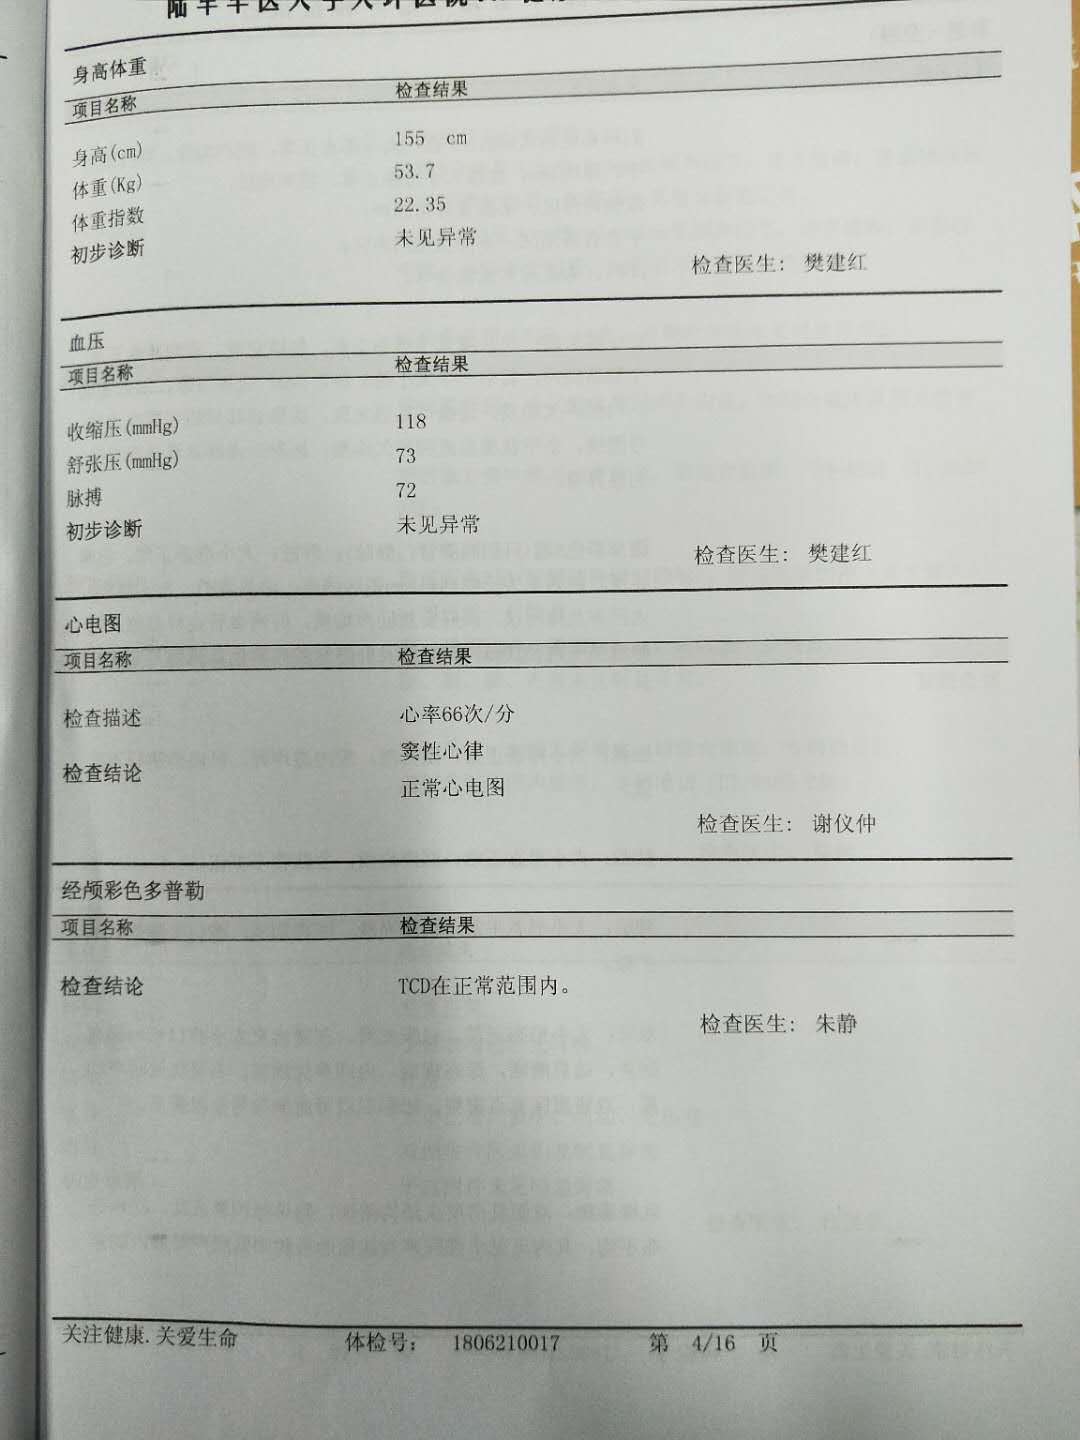 身高体重
项目名称 检查结果
身高(cm) 155 cm
体重(Kg) 53.7
体重指数 22.35
初步诊断 未见异常
检查医生: 樊建红
血压
项目名称 检查结果
收缩压(mmHg) 118
舒张压(mmHg) 73
脉搏 72
初步诊断 未见异常
检查医生: 樊建红
心电图
项目名称 检查结果
检查描述 心率66次/分
检查结论 窦性心律
正常心电图
检查医生: 谢仪仲
经颅彩色多普勒
项目名称 检查结果
检查结论 TCD在正常范围内。
检查医生: 朱静
关注健康.关爱生命 体检号: 1806210017 第 4/16 页